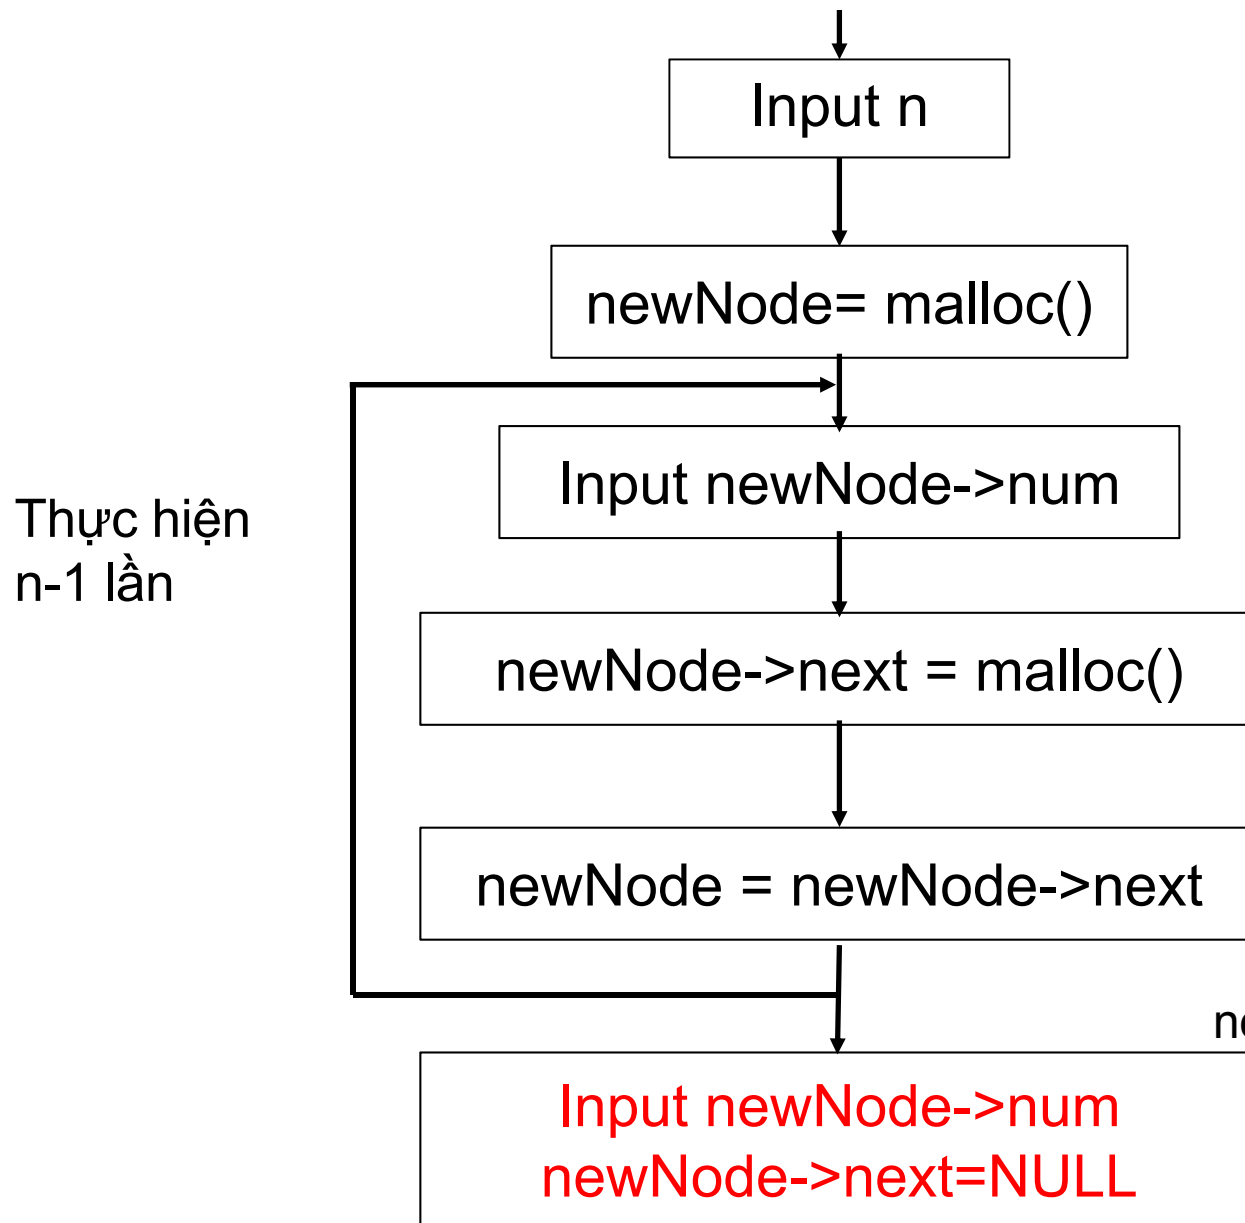 Input n
newNode= malloc()
Input newNode->num
Thực hiện
n-1 lần
newNode->next = malloc()
newNode = newNode->next
Input newNode->num
newNode->next=NULL